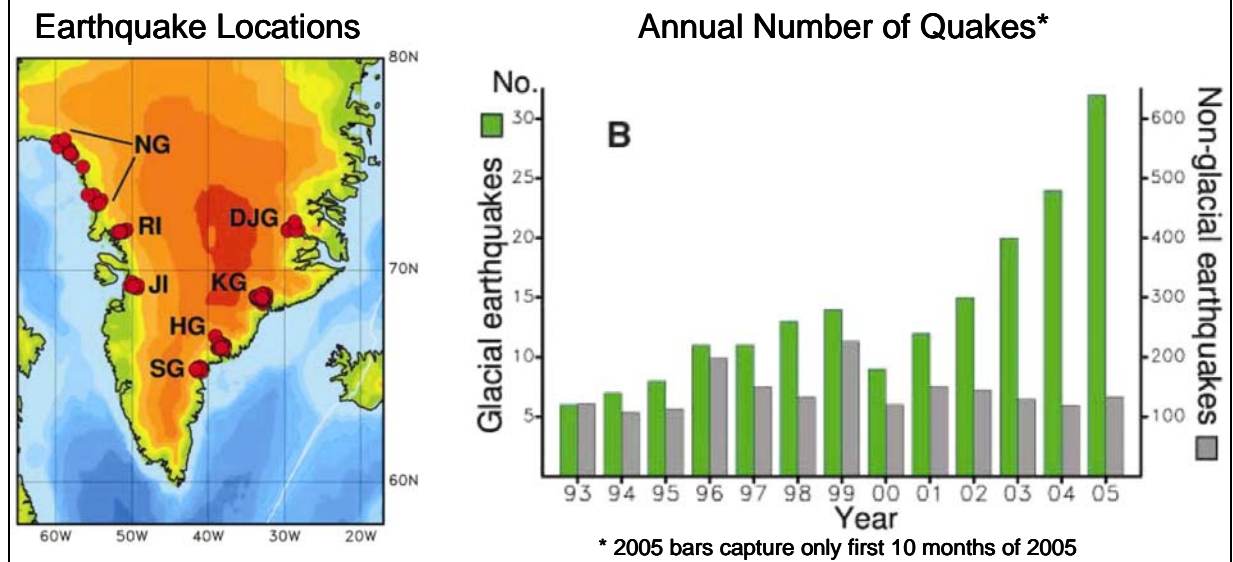 Earthquake Locations
80N
NG
RI
DJG
70N
JI
KG
HG
SG
60N
60W 50W 40W 30W 20W
Annual Number of Quakes*
No.
B
Glacial earthquakes
30
25
20
15
10
5
600
500
400
300
200
100
Non-glacial earthquakes
93 94 95 96 97 98 99 00 01 02 03 04 05
Year
* 2005 bars capture only first 10 months of 2005